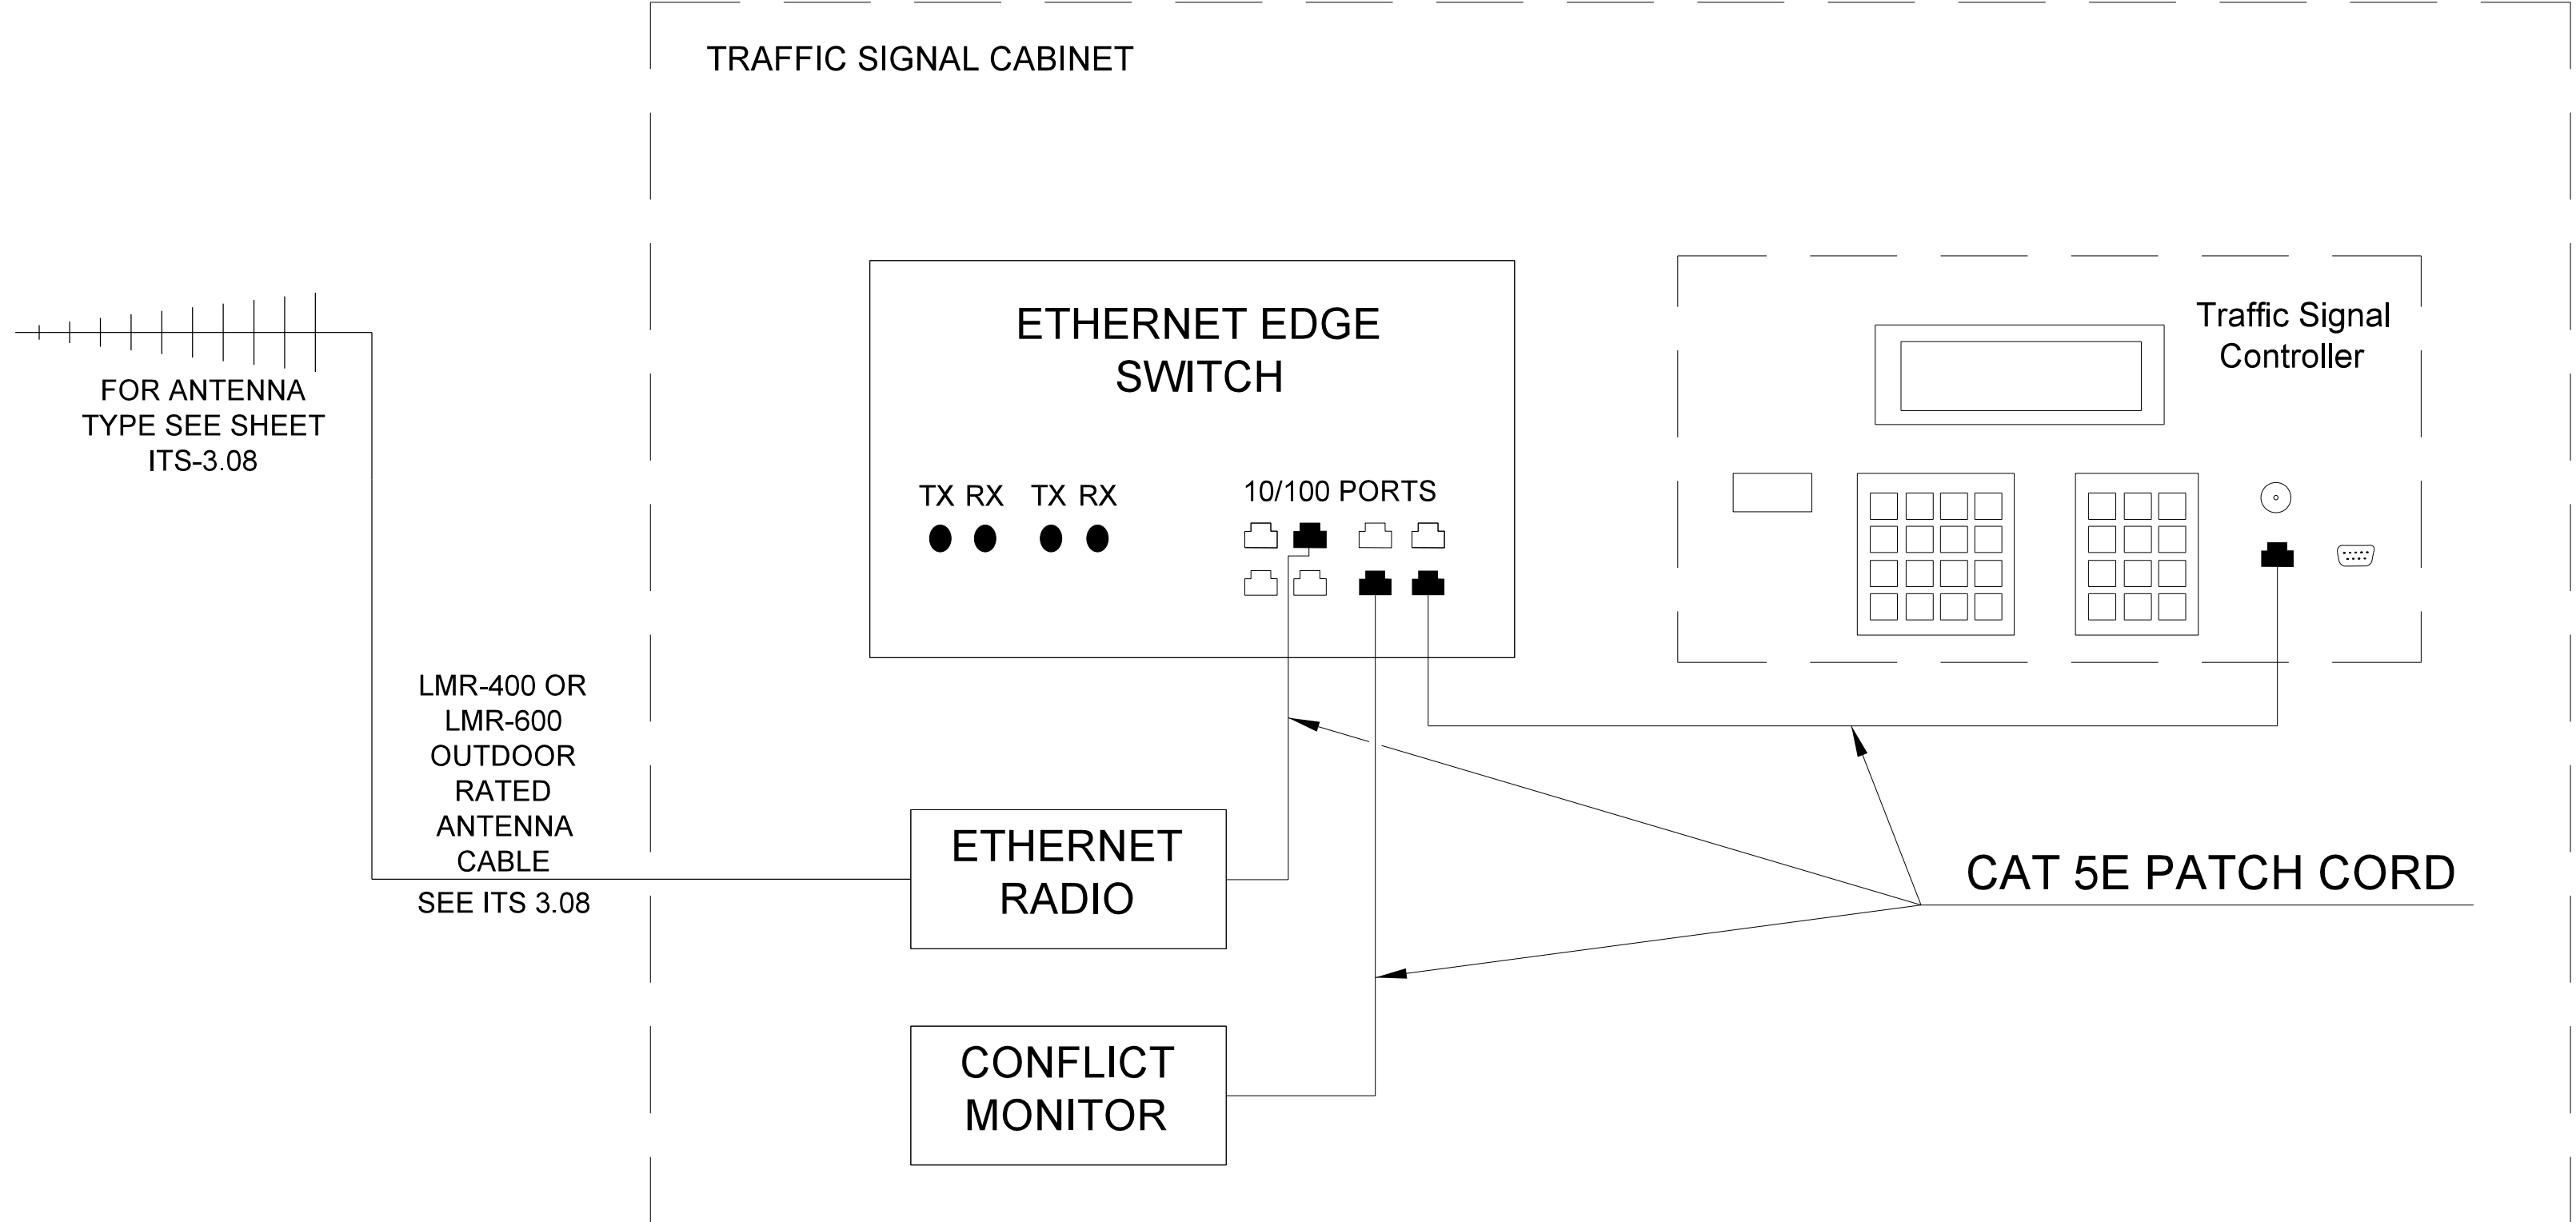 TRAFFIC SIGNAL CABINET
ETHERNET EDGE
SWITCH
Traffic Signal
Controller
FOR ANTENNA
TYPE SEE SHEET
ITS-3.08
TX RX TX RX
10/100 PORTS
LMR-400 OR
LMR-600
OUTDOOR
RATED
ANTENNA
CABLE
SEE ITS 3.08
ETHERNET
RADIO
CAT 5E PATCH CORD
CONFLICT
MONITOR